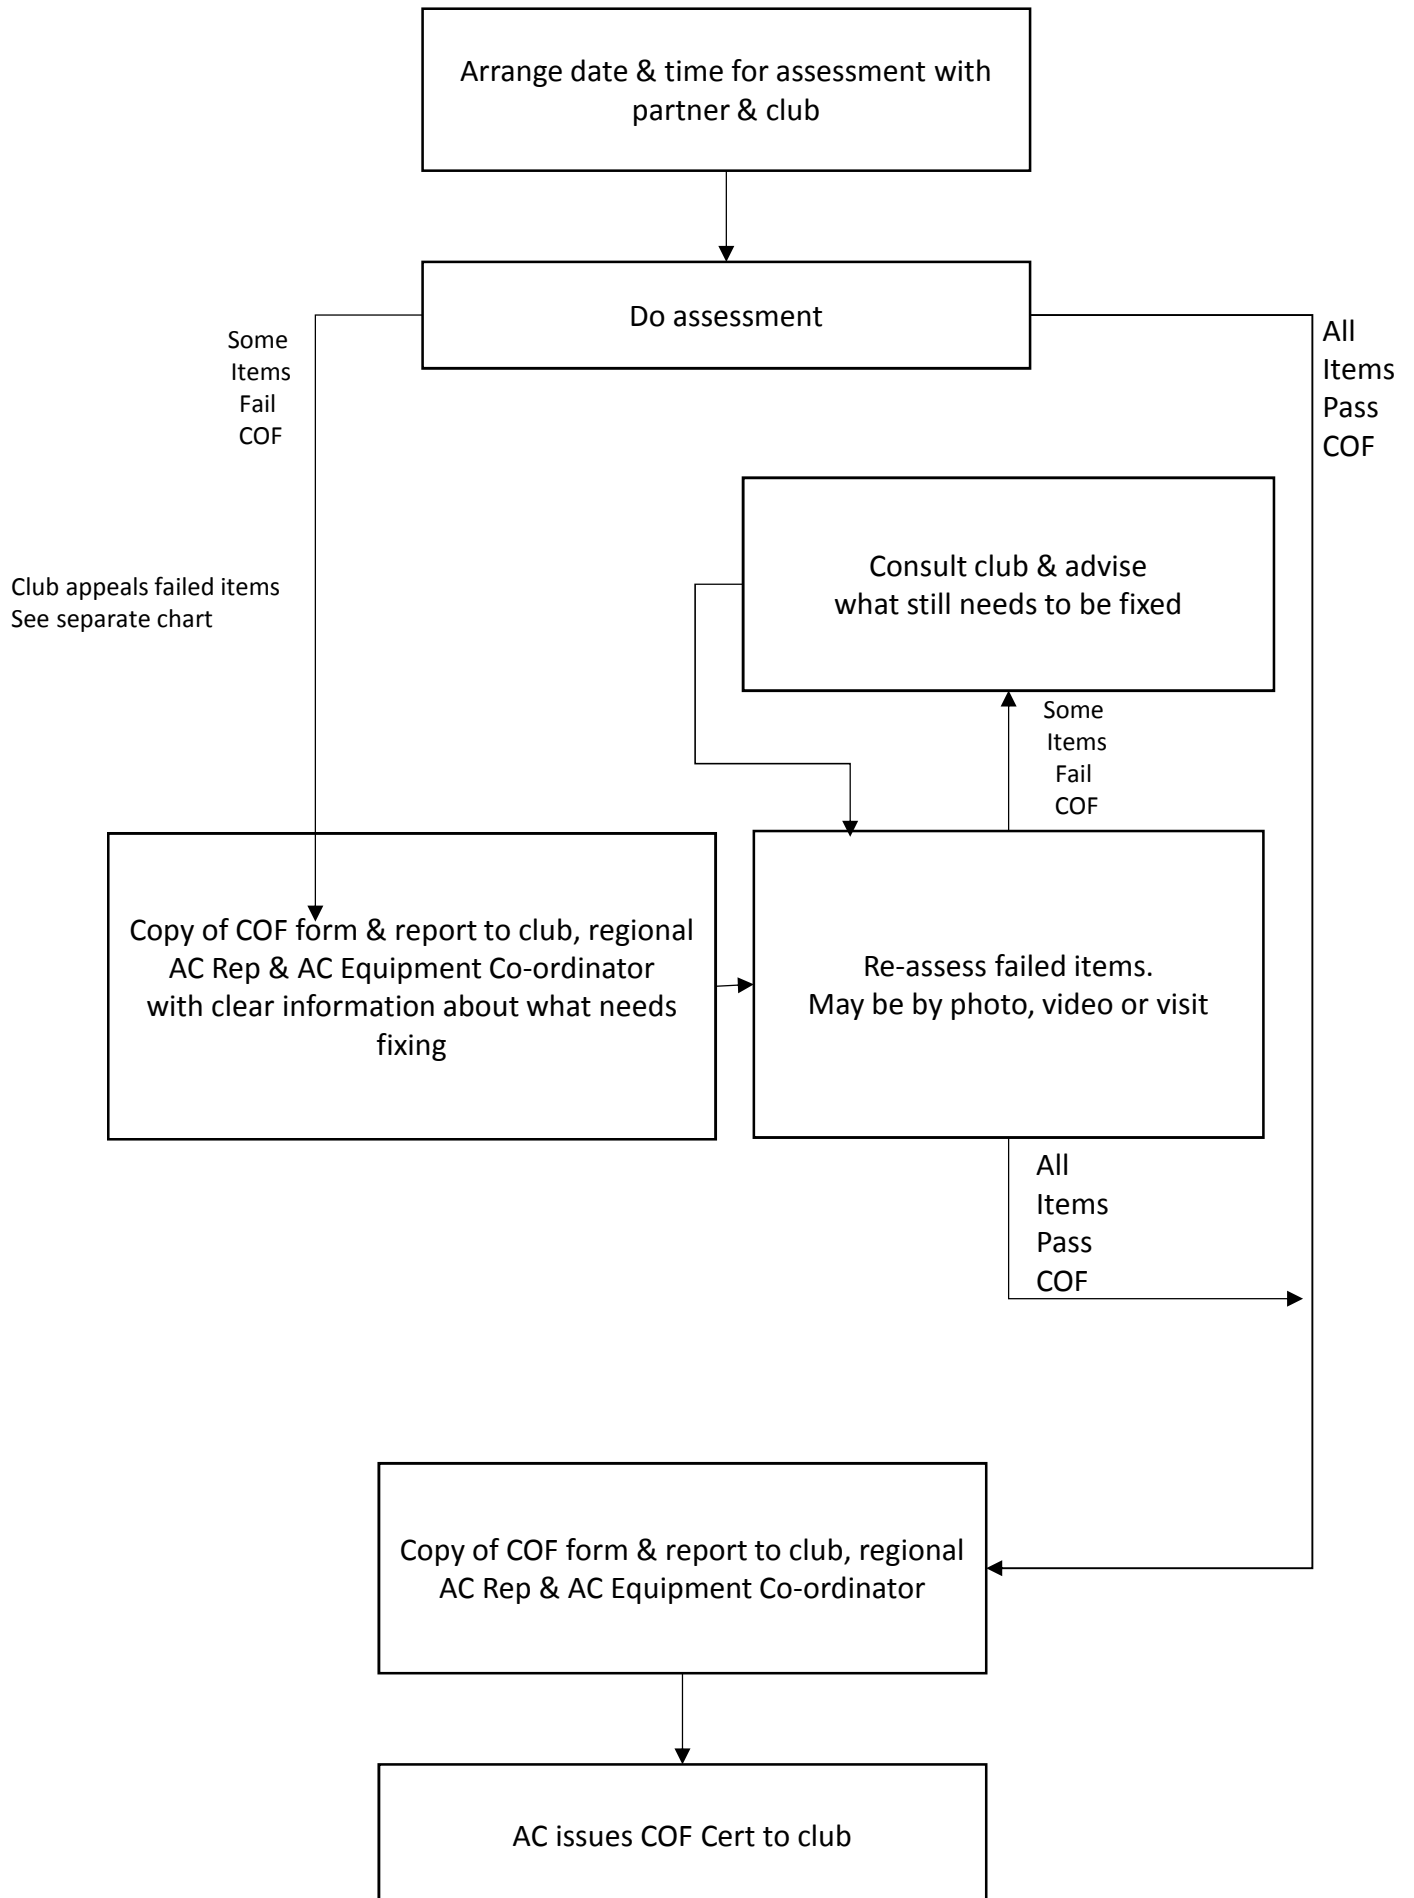 Arrange date & time for assessment with
partner & club
Do assessment
Some
Items
Fail
COF
All
Items
Pass
COF
Consult club & advise
what still needs to be fixed
Club appeals failed items
See separate chart
Some
Items
Fail
COF
Copy of COF form & report to club, regional
AC Rep & AC Equipment Co-ordinator
with clear information about what needs
fixing
Re-assess failed items.
May be by photo, video or visit
All
Items
Pass
COF
Copy of COF form & report to club, regional
AC Rep & AC Equipment Co-ordinator
AC issues COF Cert to club